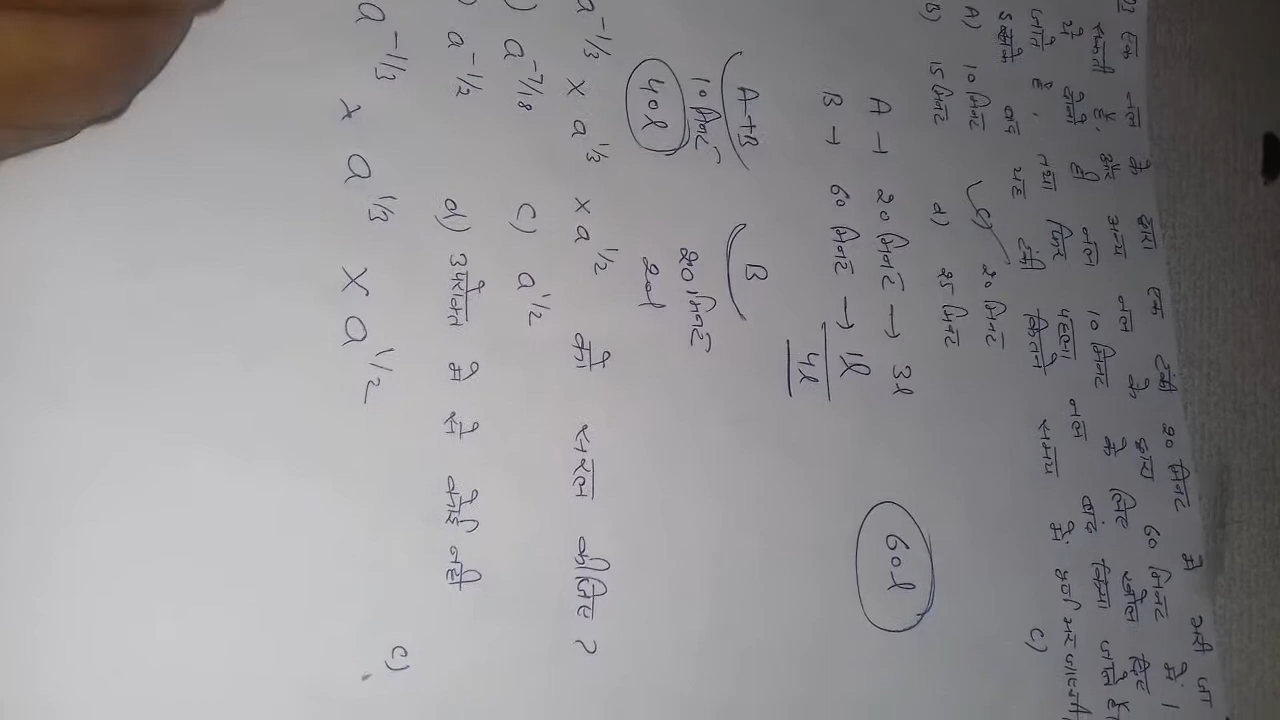 एक नल के द्वारा एक टंकी 20 मिनट में भरी जा
सकती है, और अन्य नल के द्वारा 60 मिनट में।
ये दोनों ही नल 10 मिनट के लिए खोल दिए
जाते हैं, तथा फिर पहला नल बंद किया जाता है।
इसके बाद यह टंकी कितने समय में पूर्ण भर जाएगी
A) 10 मिनट C) 20 मिनट C)
B) 15 मिनट d) 25 मिनट
A → 20 मिनट → 3l 60l
B → 60 मिनट → 1l
4l
A+B B
10 मिनट 20 मिनट
40l 20l
a^-1/3 × a^1/3 × a^1/2 को सरल कीजिए ?
) a^-7/18 C) a^1/2
) a^-1/2 d) उपरोक्त में से कोई नहीं
C)
a^-1/3 × a^1/3 × a^1/2